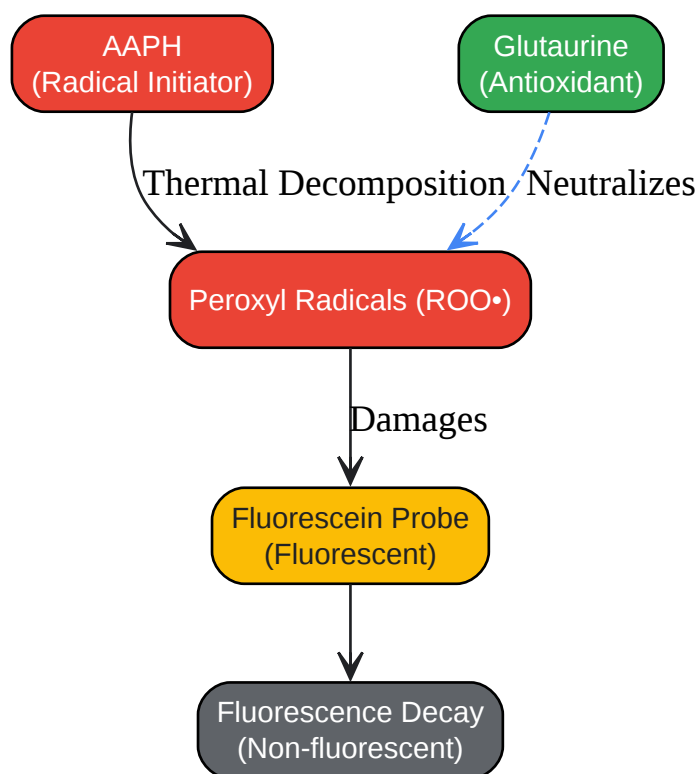 AAPH
(Radical Initiator)
Glutaurine
(Antioxidant)
Thermal Decomposition
Neutralizes
Peroxyl Radicals (ROO•)
Damages
Fluorescein Probe
(Fluorescent)
Fluorescence Decay
(Non-fluorescent)